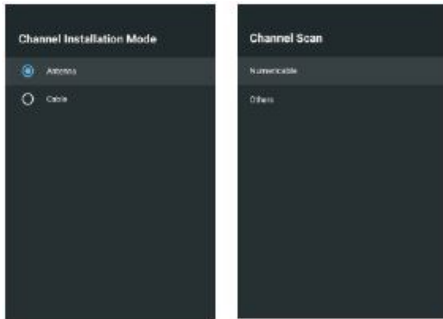 Channel Installation Mode
Antenna
Cable
Channel Scan
Numericable
Others